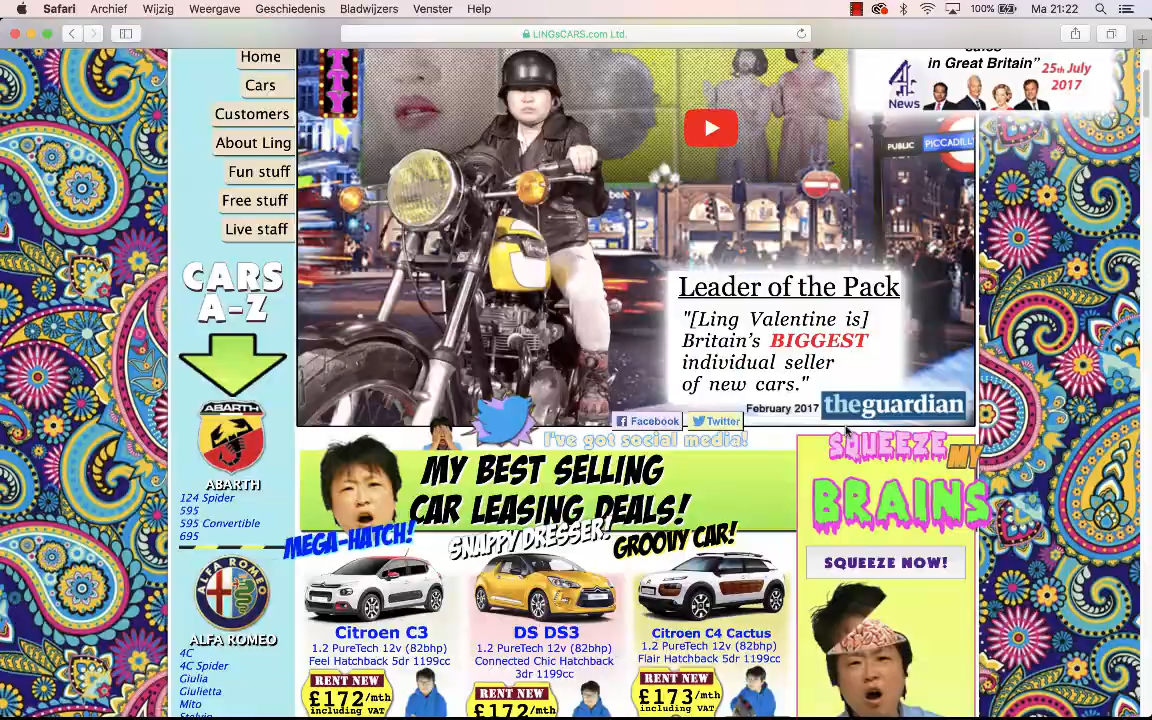 Safari Archief Wijzig Weergave Geschiedenis Bladwijzers Venster Help 100% Ma 21:22
LINGsCARS.com Ltd.
Home
Cars
Customers
About Ling
Fun stuff
Free stuff
Live staff
CARS
A-Z
ABARTH
ABARTH
124 Spider
595
595 Convertible
695
ALFA ROMEO
ALFA ROMEO
4C
4C Spider
Giulia
Giulietta
Mito
in Great Britain"
25th July
2017
4 News
PUBLIC
Leader of the Pack
"[Ling Valentine is]
Britain's BIGGEST
individual seller
of new cars."
February 2017 theguardian
Facebook Twitter
I've got social media!
MY BEST SELLING
CAR LEASING DEALS!
MEGA-HATCH! SNAPPY DRESSER! GROOVY CAR!
Citroen C3
1.2 PureTech 12v (82bhp)
Feel Hatchback 5dr 1199cc
RENT NEW
£172/mth
including VAT
DS DS3
1.2 PureTech 12v (82bhp)
Connected Chic Hatchback
3dr 1199cc
RENT NEW
£172/mth
Citroen C4 Cactus
1.2 PureTech 12v (82bhp)
Flair Hatchback 5dr 1199cc
RENT NEW
£173/mth
including VAT
SQUEEZE MY
BRAINS
SQUEEZE NOW!